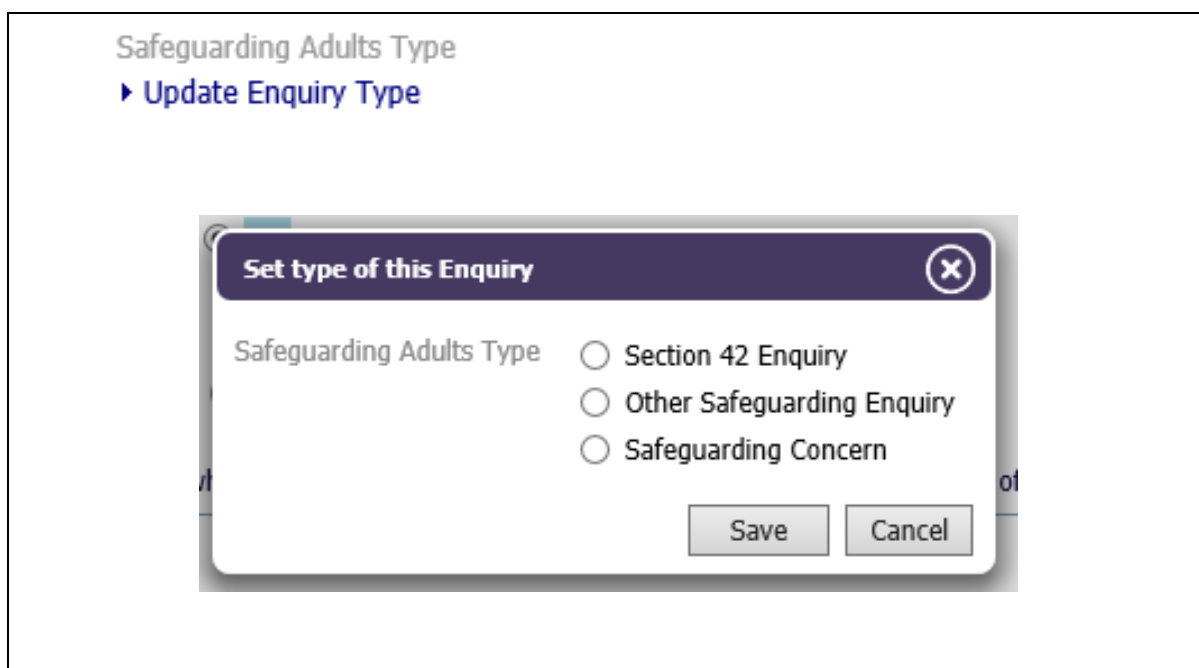 Safeguarding Adults Type
Update Enquiry Type
Set type of this Enquiry
Safeguarding Adults Type
Section 42 Enquiry
Other Safeguarding Enquiry
Safeguarding Concern
of
Save Cancel